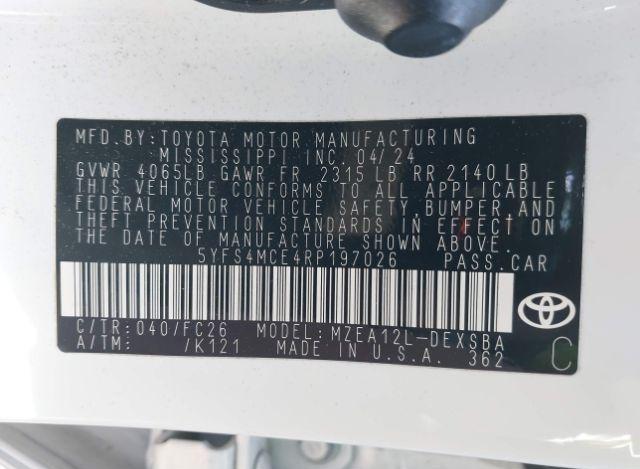 MFD.BY:TOYOTA MOTOR MANUFACTURING
MISSISSIPPI INC.04/24
GVWR 4065LB GAWR FR 2315 LB RR 2140 LB
THIS VEHICLE CONFORMS TO ALL APPLICABLE
FEDERAL MOTOR VEHICLE SAFETY,BUMPER,AND
THEFT PREVENTION STANDARDS IN EFFECT ON
THE DATE OF MANUFACTURE SHOWN ABOVE.
5YFS4MCE4RP197026 PASS.CAR
C/TR:040/FC26 MODEL:MZEA12L-DEXSBA
A/TM: /K121 MADE IN U.S.A. 362 C